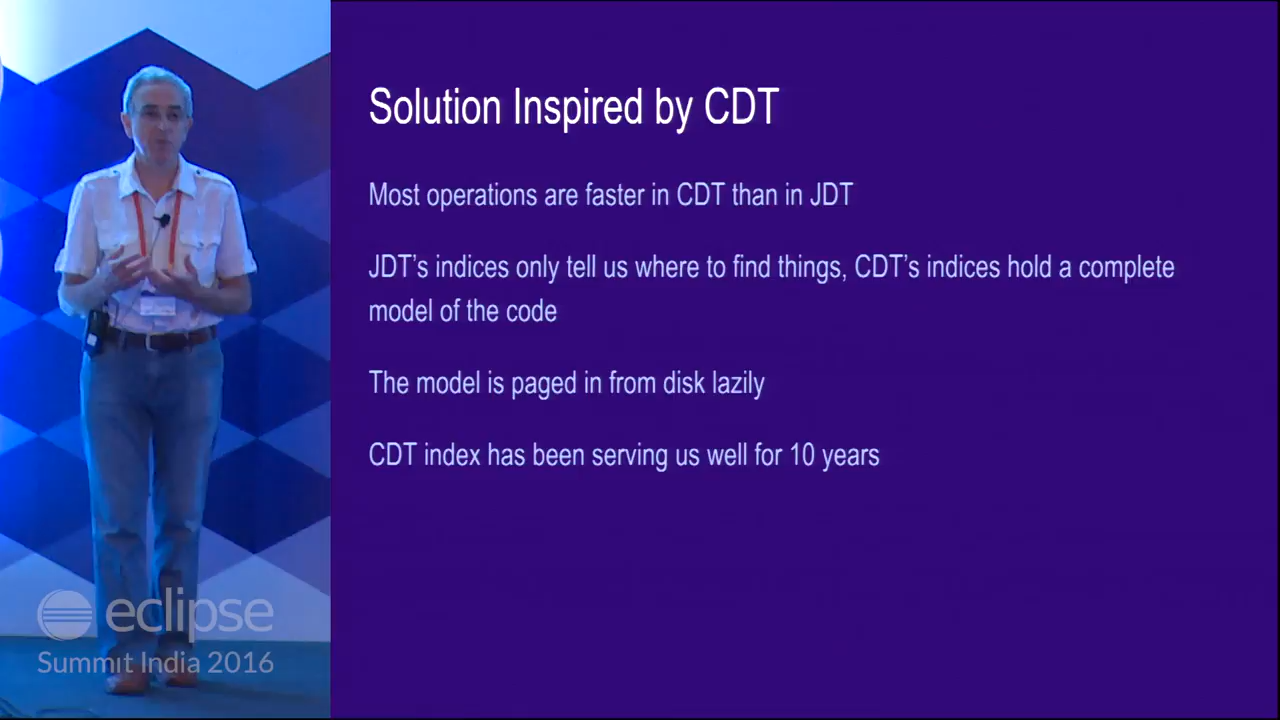 Solution Inspired by CDT
Most operations are faster in CDT than in JDT
JDT’s indices only tell us where to find things, CDT’s indices hold a complete
model of the code
The model is paged in from disk lazily
CDT index has been serving us well for 10 years
eclipse
Summit India 2016